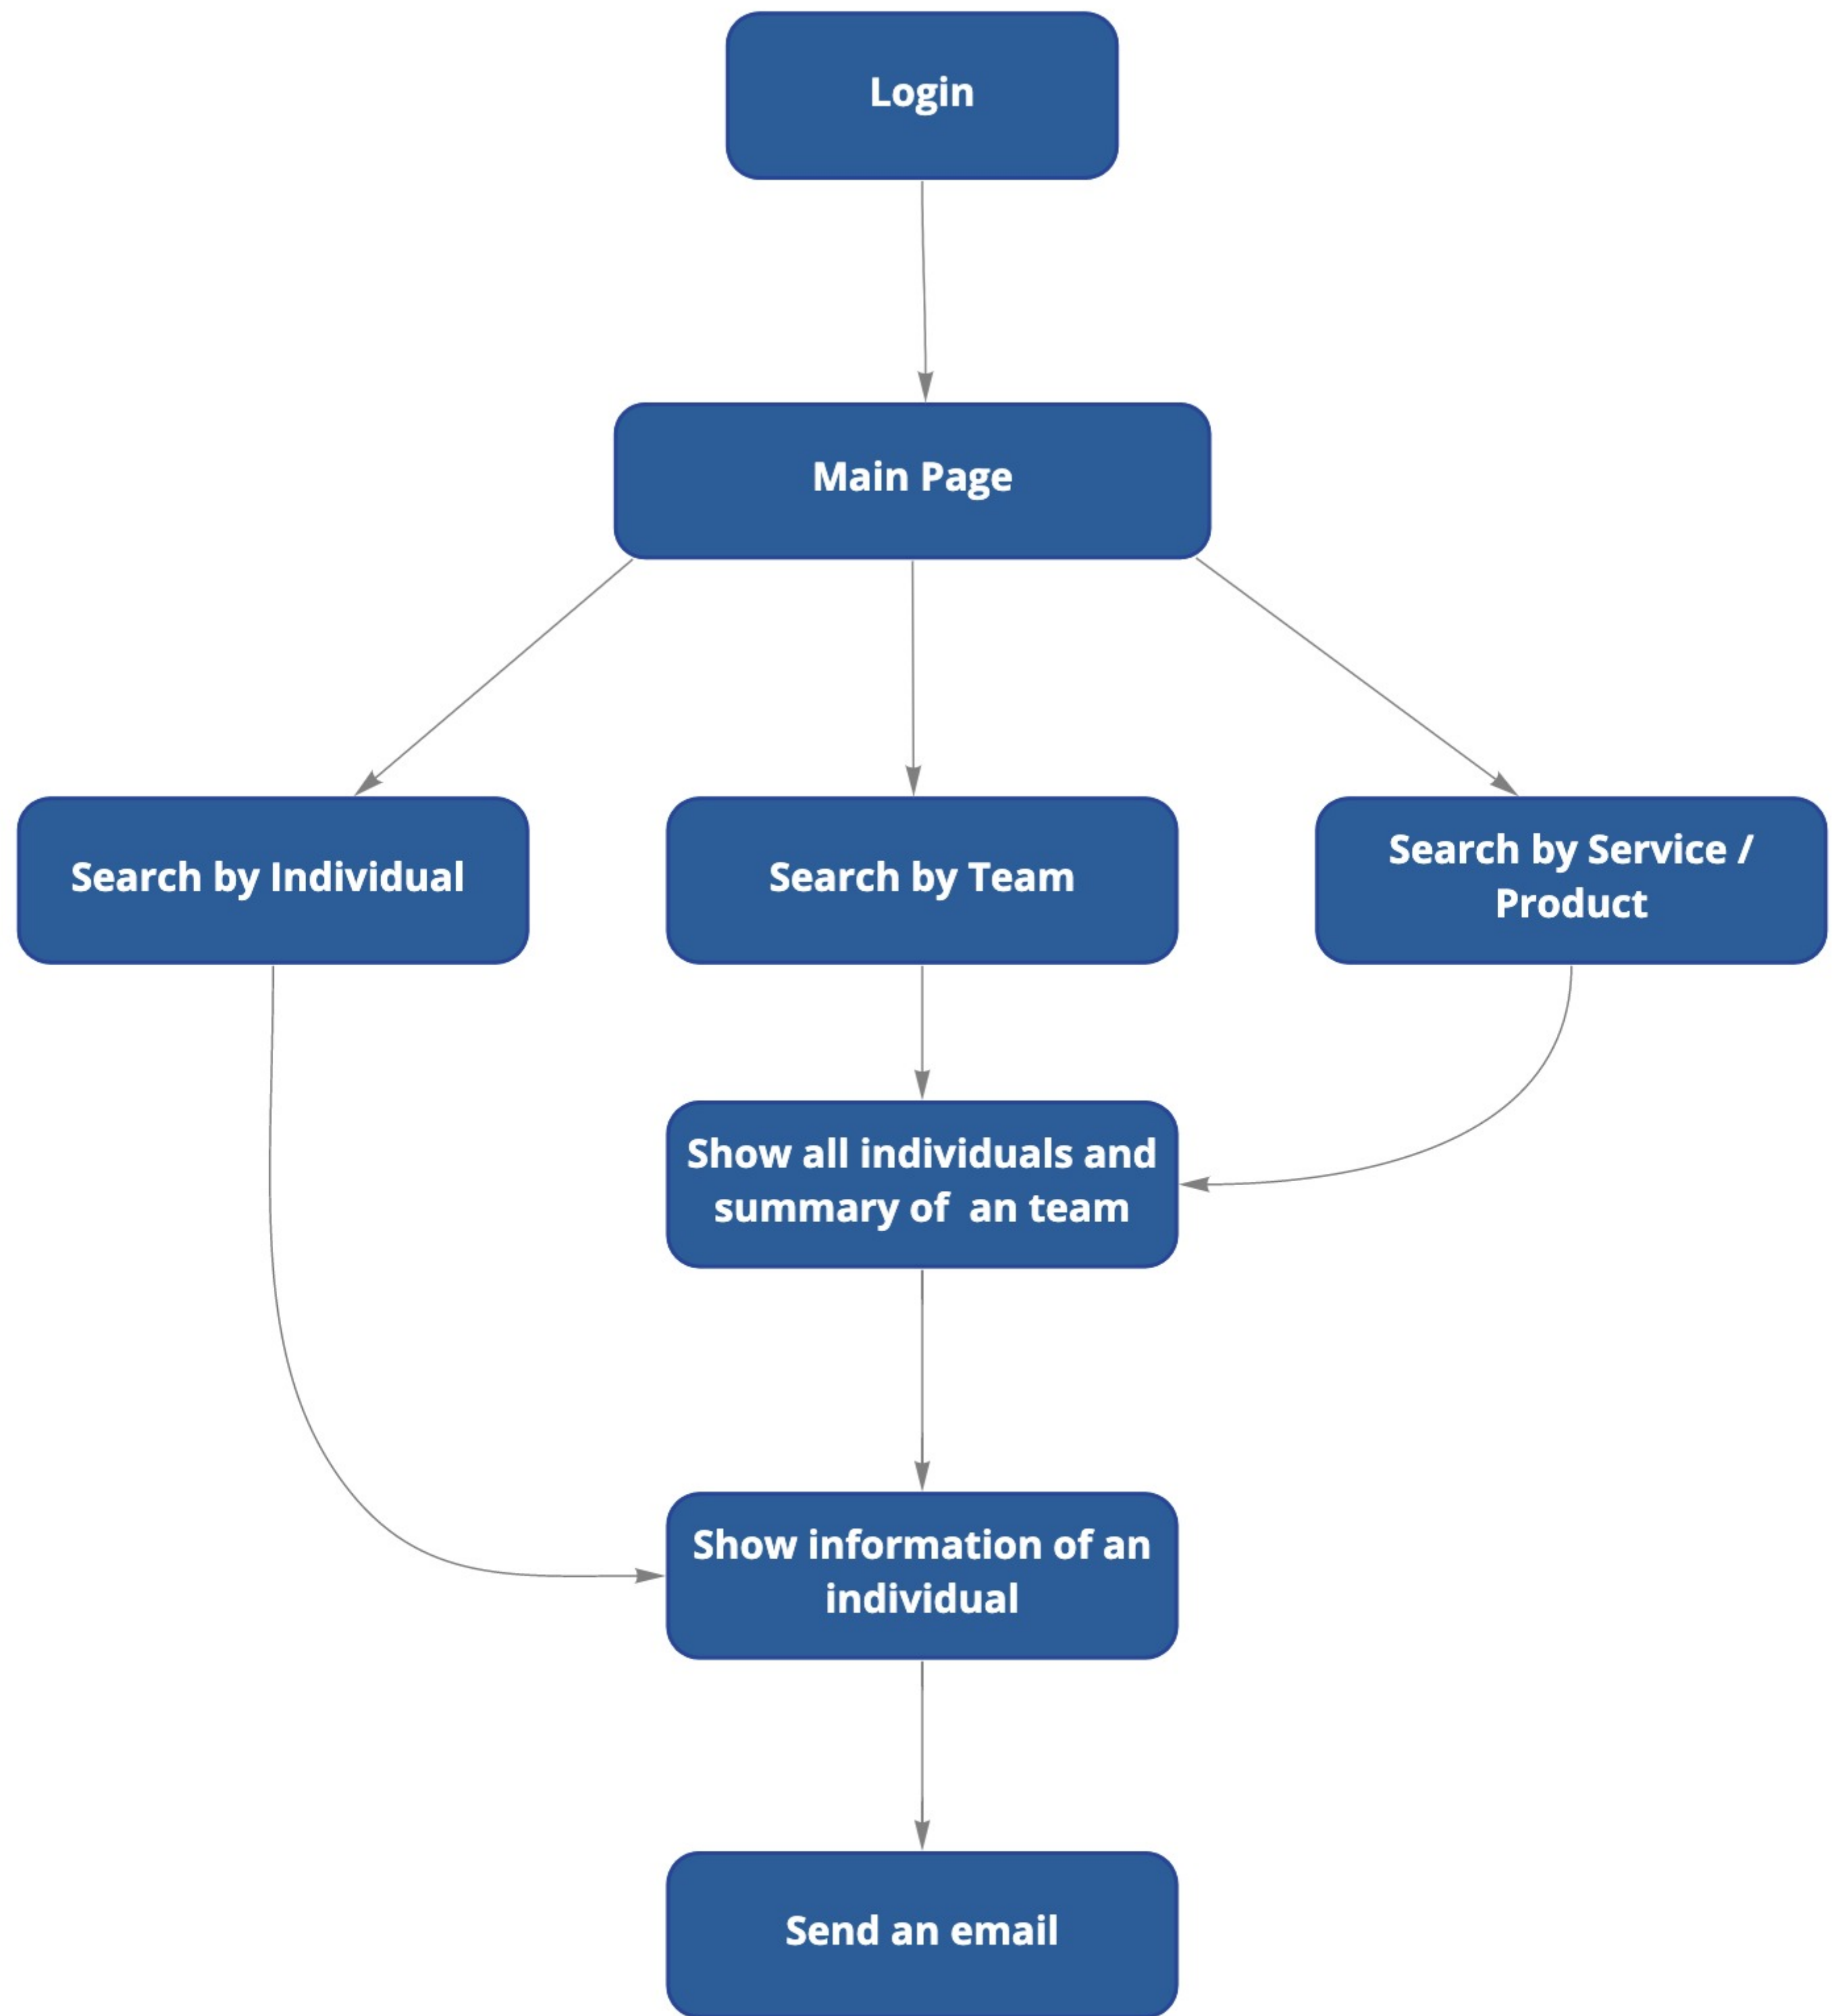 Login
Main Page
Search by Individual
Search by Team
Search by Service /
Product
Show all individuals and
summary of  an team
Show information of an
individual
Send an email